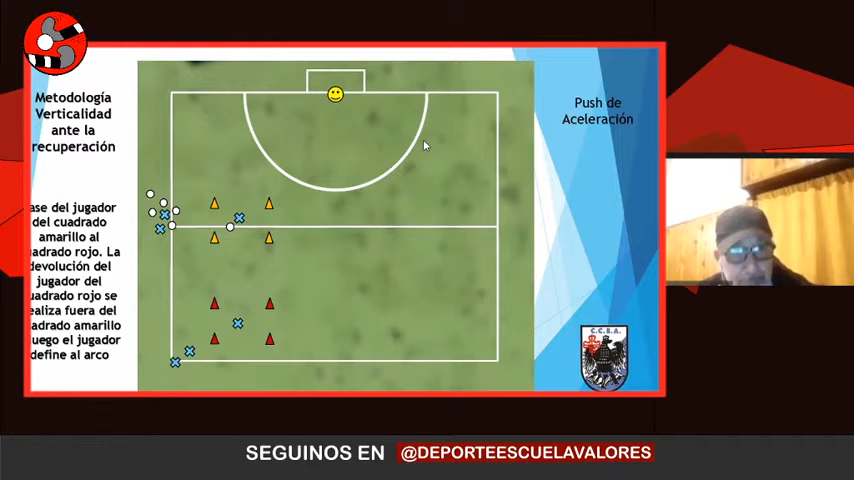 Metodología
Verticalidad
ante la
recuperación
Push de
Aceleración
ase del jugador
del cuadrado
amarillo al
uadrado rojo. La
devolución del
jugador del
uadrado rojo se
ealiza fuera del
uadrado amarillo
uego el jugador
define al arco
C.C.B.A.
SEGUINOS EN @DEPORTEESCUELAVALORES